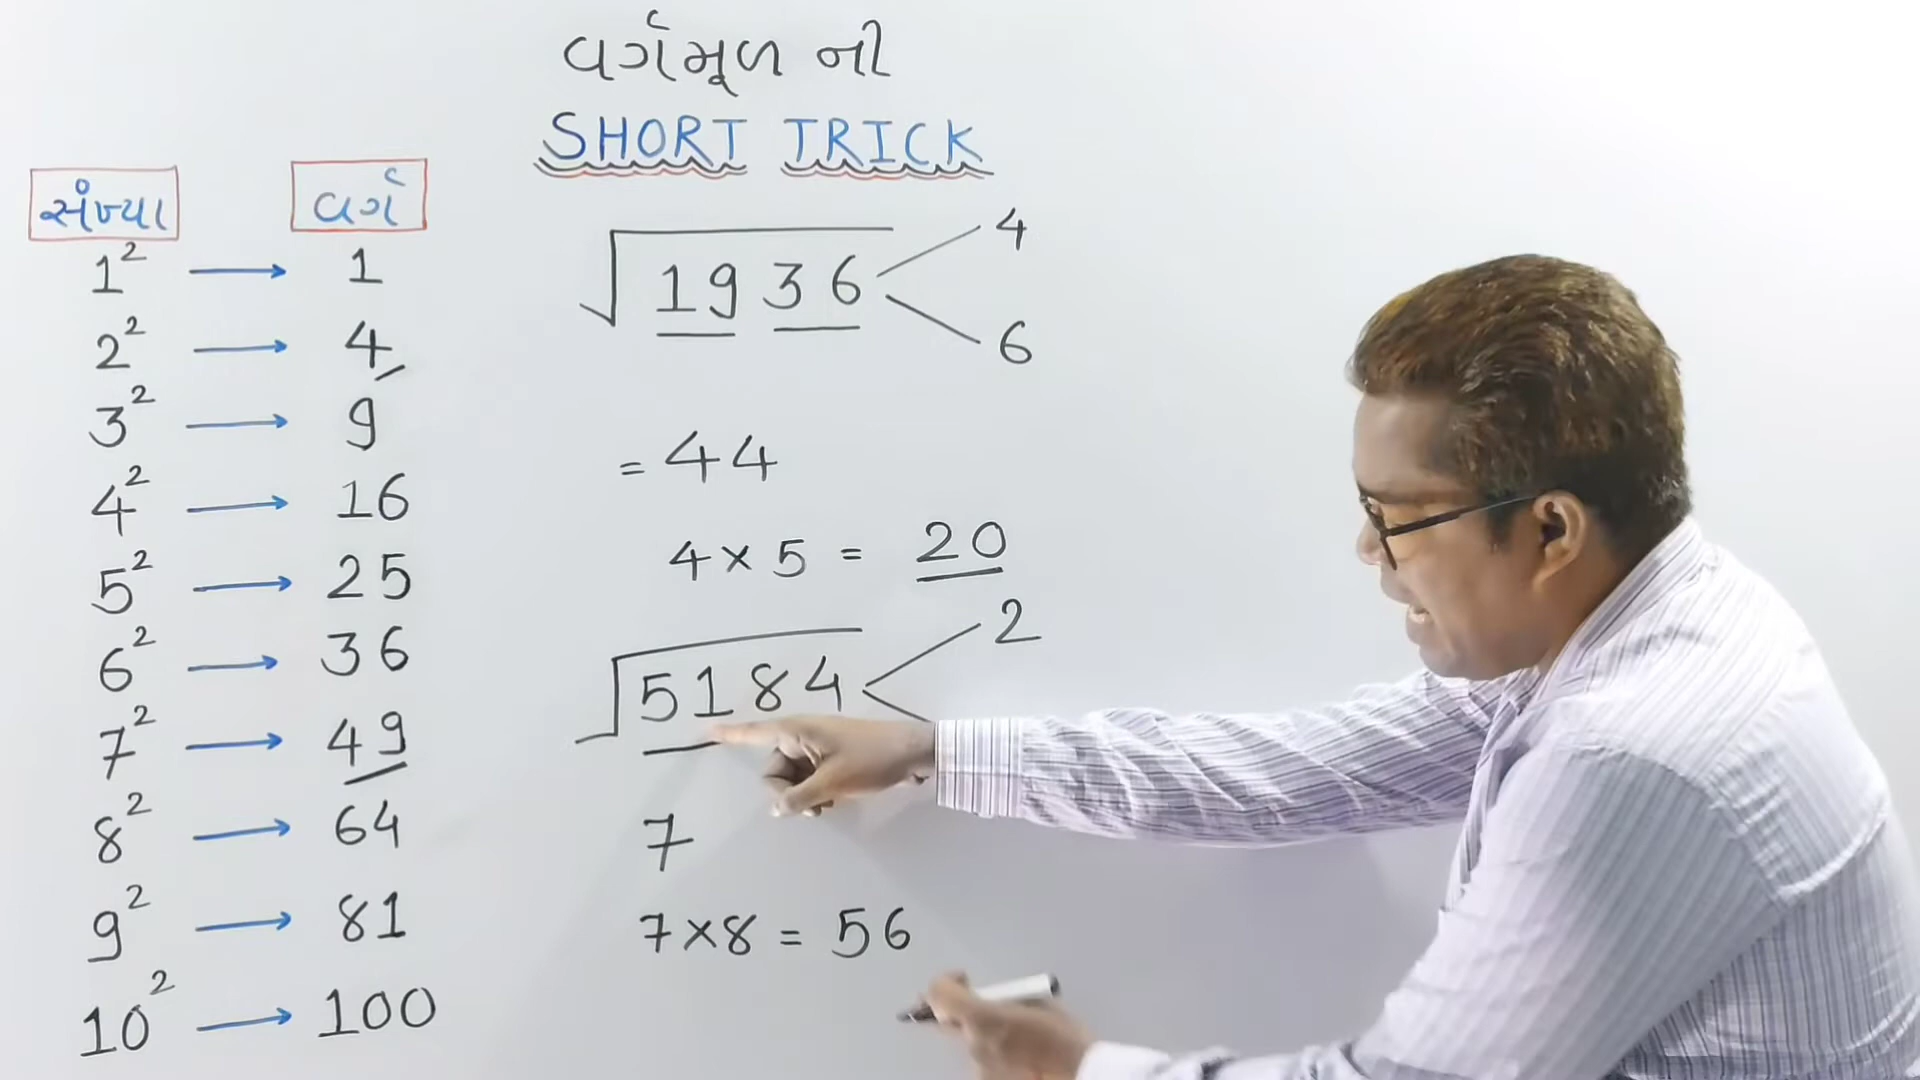 વર્ગમૂળ ની
SHORT TRICK
સંખ્યા વર્ગ
1² → 1
2² → 4
3² → 9
4² → 16
5² → 25
6² → 36
7² → 49
8² → 64
9² → 81
10² → 100
√1936 4
6
= 44
4 × 5 = 20
√5184 2
7
7×8 = 56